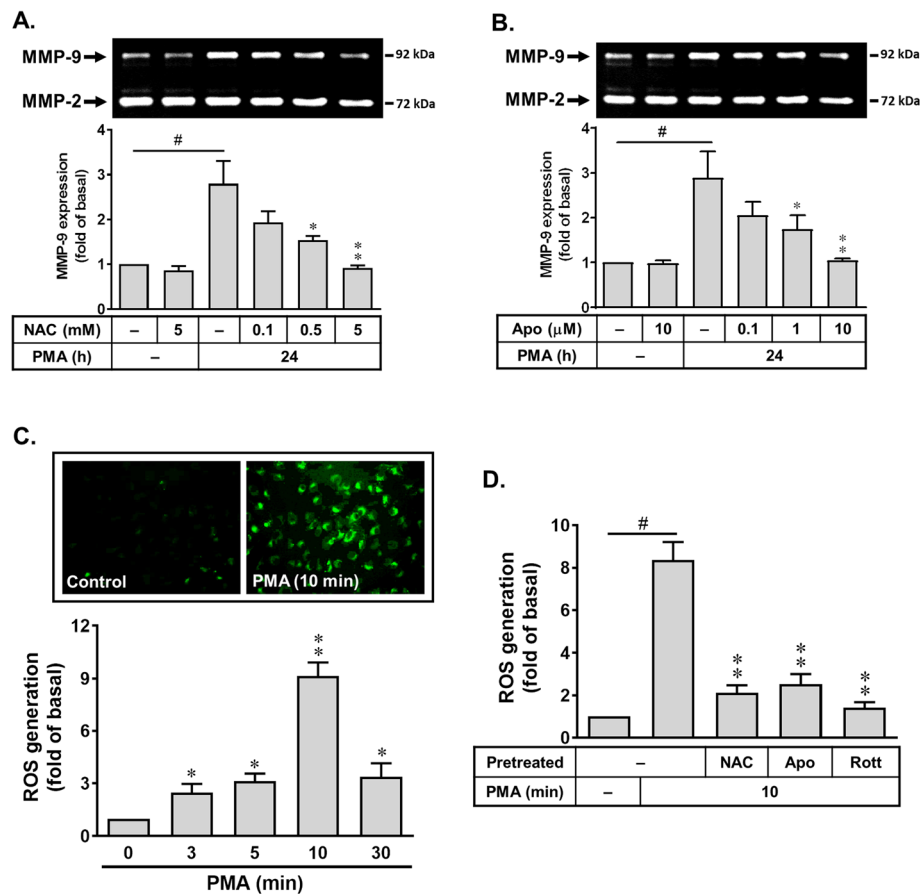 A.
MMP-9
92 kDa
MMP-2
72 kDa
MMP-9 expression
(fold of basal)
4
3
2
1
0
#
*
**
NAC (mM) – 5 – 0.1 0.5 5
PMA (h) – 24
B.
MMP-9
92 kDa
MMP-2
72 kDa
MMP-9 expression
(fold of basal)
4
3
2
1
0
#
*
**
Apo (μM) – 10 – 0.1 1 10
PMA (h) – 24
C.
Control
PMA (10 min)
ROS generation
(fold of basal)
12
9
6
3
0
*
*
**
*
0 3 5 10 30
PMA (min)
D.
ROS generation
(fold of basal)
10
8
6
4
2
0
#
**
**
**
Pretreated – NAC Apo Rott
PMA (min) – 10